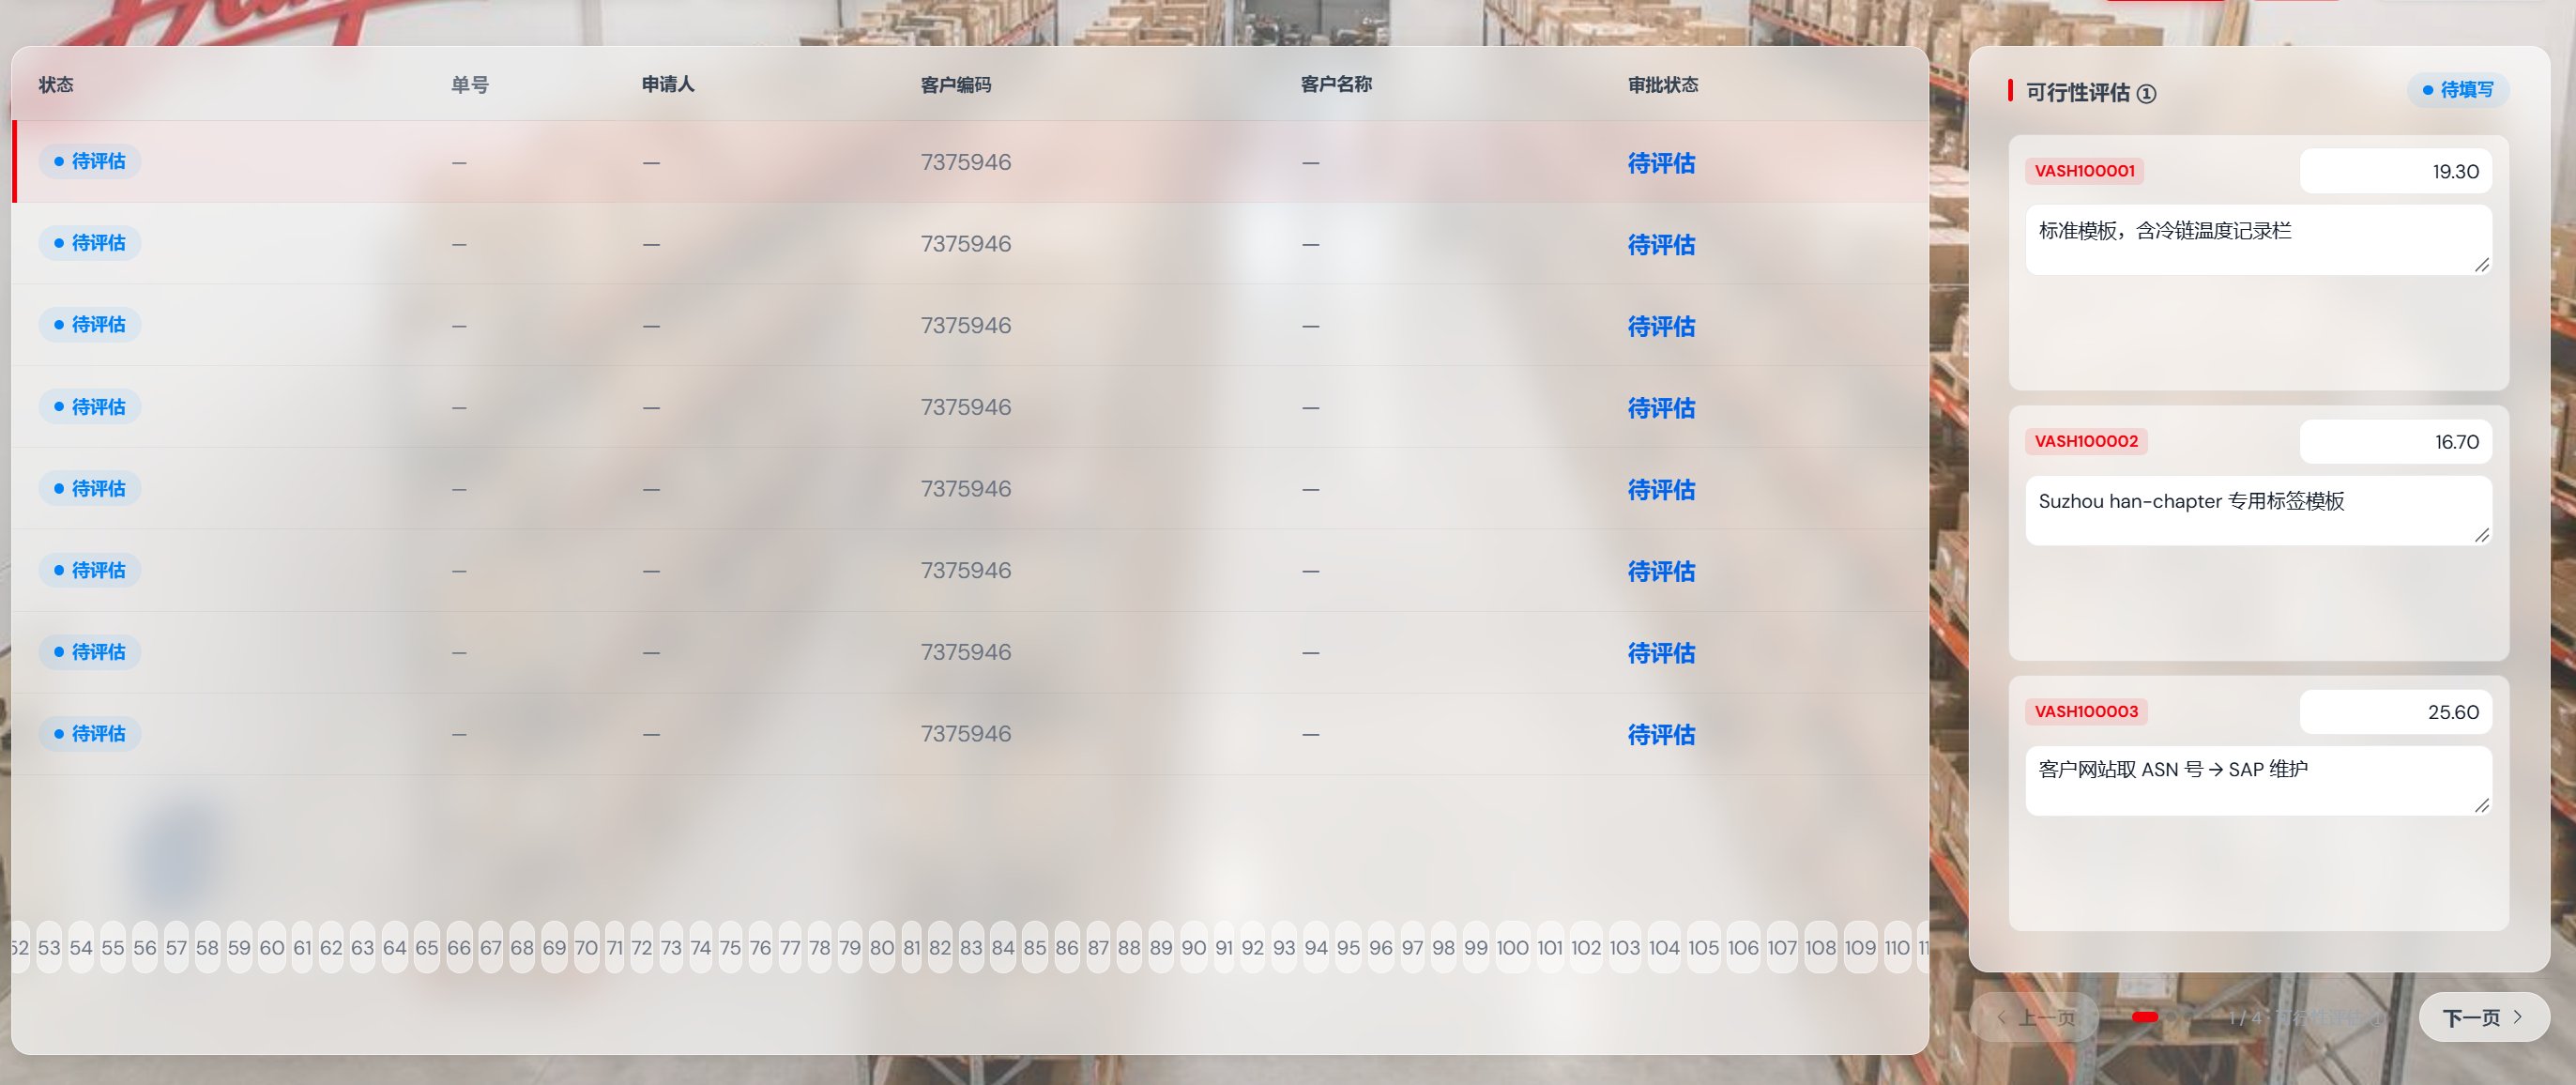 状态 单号 申请人 客户编码 客户名称 审批状态
待评估 — — 7375946 — 待评估
待评估 — — 7375946 — 待评估
待评估 — — 7375946 — 待评估
待评估 — — 7375946 — 待评估
待评估 — — 7375946 — 待评估
待评估 — — 7375946 — 待评估
待评估 — — 7375946 — 待评估
待评估 — — 7375946 — 待评估
53 54 55 56 57 58 59 60 61 62 63 64 65 66 67 68 69 70 71 72 73 74 75 76 77 78 79 80 81 82 83 84 85 86 87 88 89 90 91 92 93 94 95 96 97 98 99 100 101 102 103 104 105 106 107 108 109 110
可行性评估 ① 待填写
VASH100001 19.30
标准模板，含冷链温度记录栏
VASH100002 16.70
Suzhou han-chapter 专用标签模板
VASH100003 25.60
客户网站取 ASN 号 → SAP 维护
< 上一页 1 / 4 下一页 >